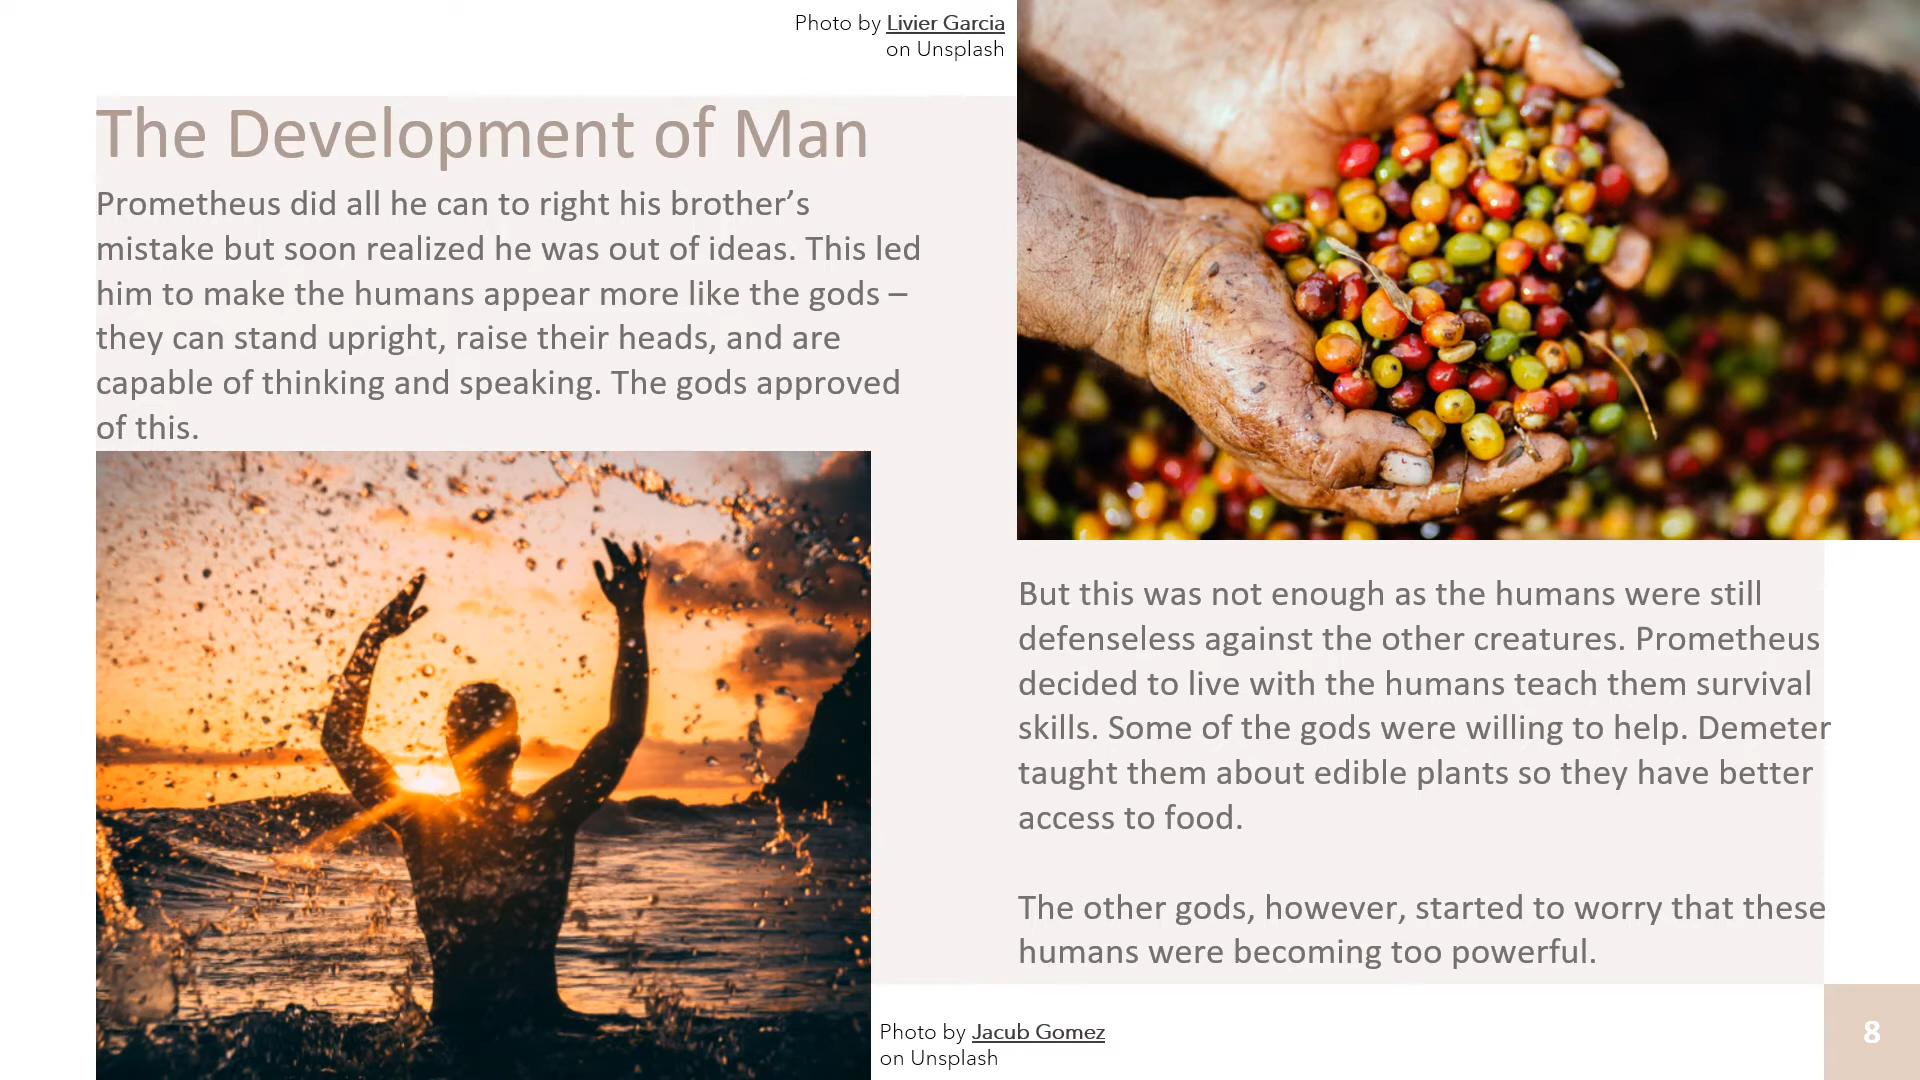 Photo by Livier Garcia
on Unsplash
The Development of Man
Prometheus did all he can to right his brother’s
mistake but soon realized he was out of ideas. This led
him to make the humans appear more like the gods –
they can stand upright, raise their heads, and are
capable of thinking and speaking. The gods approved
of this.
But this was not enough as the humans were still
defenseless against the other creatures. Prometheus
decided to live with the humans teach them survival
skills. Some of the gods were willing to help. Demeter
taught them about edible plants so they have better
access to food.
The other gods, however, started to worry that these
humans were becoming too powerful.
Photo by Jacub Gomez
on Unsplash
8